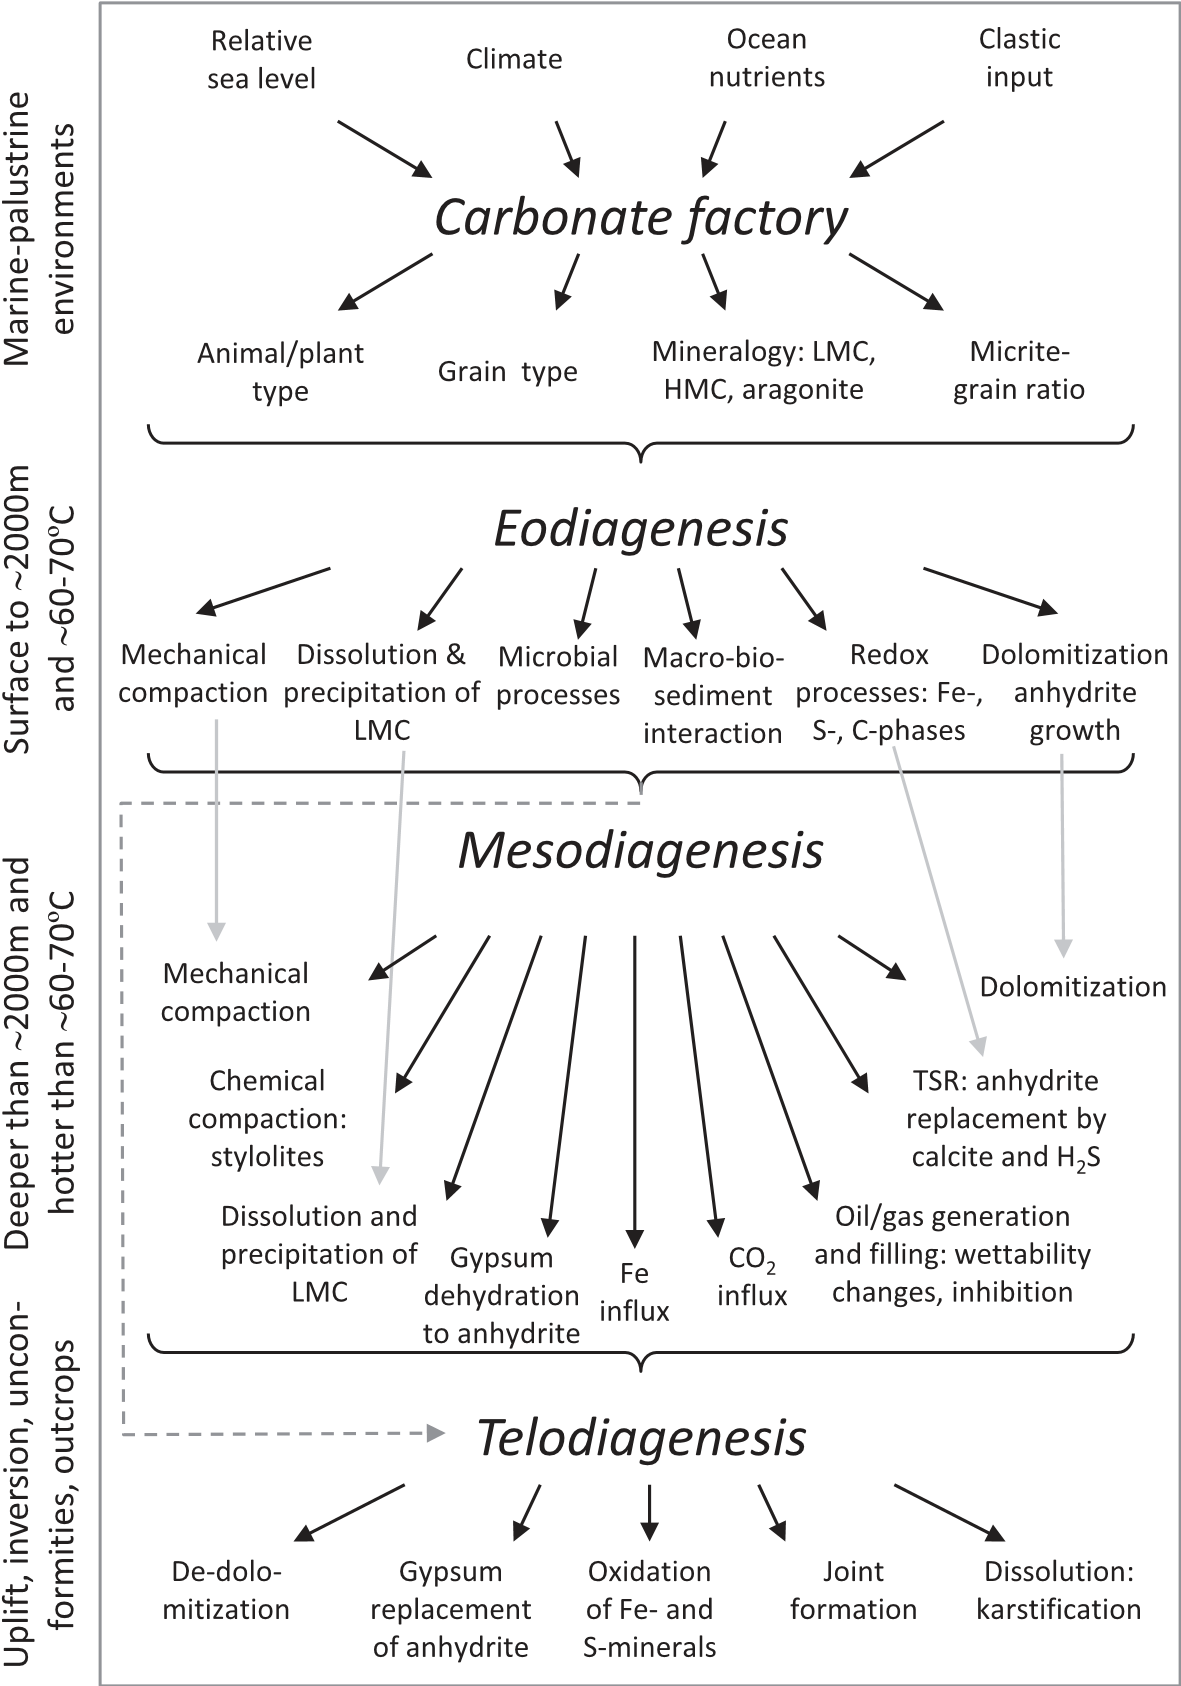 Marine-palustrine
environments
Relative
sea level
Climate
Ocean
nutrients
Clastic
input
Carbonate factory
Animal/plant
type
Grain type
Mineralogy: LMC,
HMC, aragonite
Micrite-
grain ratio
Surface to ~2000m
and ~60-70°C
Eodiagenesis
Mechanical
compaction
Dissolution &
precipitation of
LMC
Microbial
processes
Macro-bio-
sediment
interaction
Redox
processes: Fe-,
S-, C-phases
Dolomitization
anhydrite
growth
Deeper than ~2000m and
hotter than ~60-70°C
Mesodiagenesis
Mechanical
compaction
Chemical
compaction:
stylolites
Dissolution and
precipitation of
LMC
Gypsum
dehydration
to anhydrite
Fe
influx
CO₂
influx
Oil/gas generation
and filling: wettability
changes, inhibition
TSR: anhydrite
replacement by
calcite and H₂S
Dolomitization
Uplift, inversion, uncon-
formities, outcrops
Telodiagenesis
De-dolo-
mitization
Gypsum
replacement
of anhydrite
Oxidation
of Fe- and
S-minerals
Joint
formation
Dissolution:
karstification